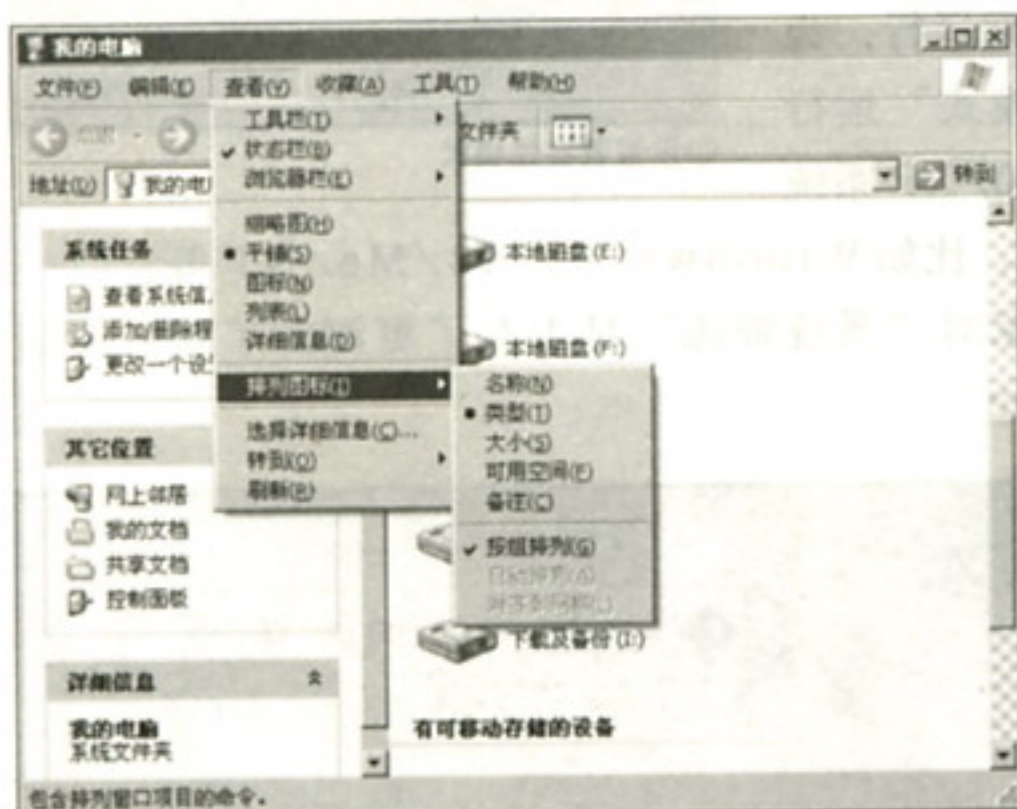 我的电脑
文件(F) 编辑(E) 查看(V) 收藏(A) 工具(T) 帮助(H)
文件夹
地址(D) 我的电 转到
工具栏(T)
状态栏(B)
浏览器栏(E)
缩略图(H)
平铺(S)
图标(N)
列表(L)
详细信息(D)
排列图标(I)
选择详细信息(C)...
转到(O)
刷新(R)
名称(N)
类型(T)
大小(S)
可用空间(F)
备注(C)
按组排列(G)
自动排列(A)
系统任务
查看系统信
添加/删除程
更改一个设
其它位置
网上邻居
我的文档
共享文档
控制面板
详细信息
我的电脑
系统文件夹
本地磁盘 (E:)
本地磁盘 (F:)
下载及备份 (I:)
有可移动存储的设备
包含排列窗口项目的命令。